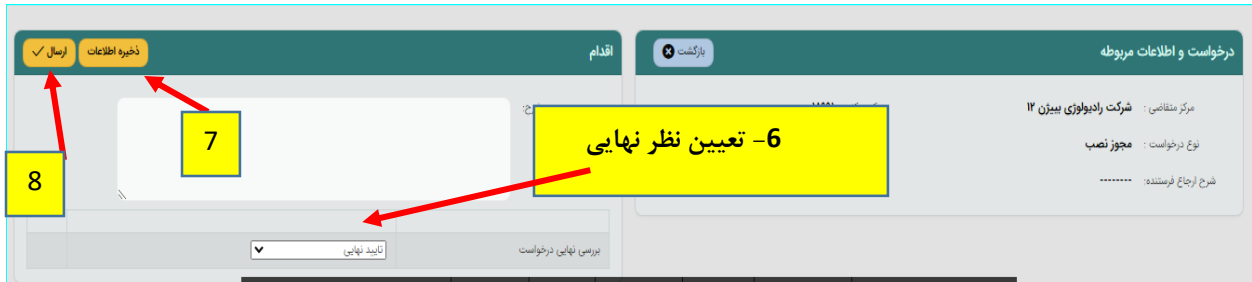 درخواست و اطلاعات مربوطه
بازگشت
مرکز متقاضی : شرکت رادیولوژی بییژن ۱۲
نوع درخواست : مجوز نصب
شرح ارجاع فرستنده: --------
اقدام
ذخیره اطلاعات
ارسال
6- تعیین نظر نهایی
7
8
بررسی نهایی درخواست
تایید نهایی